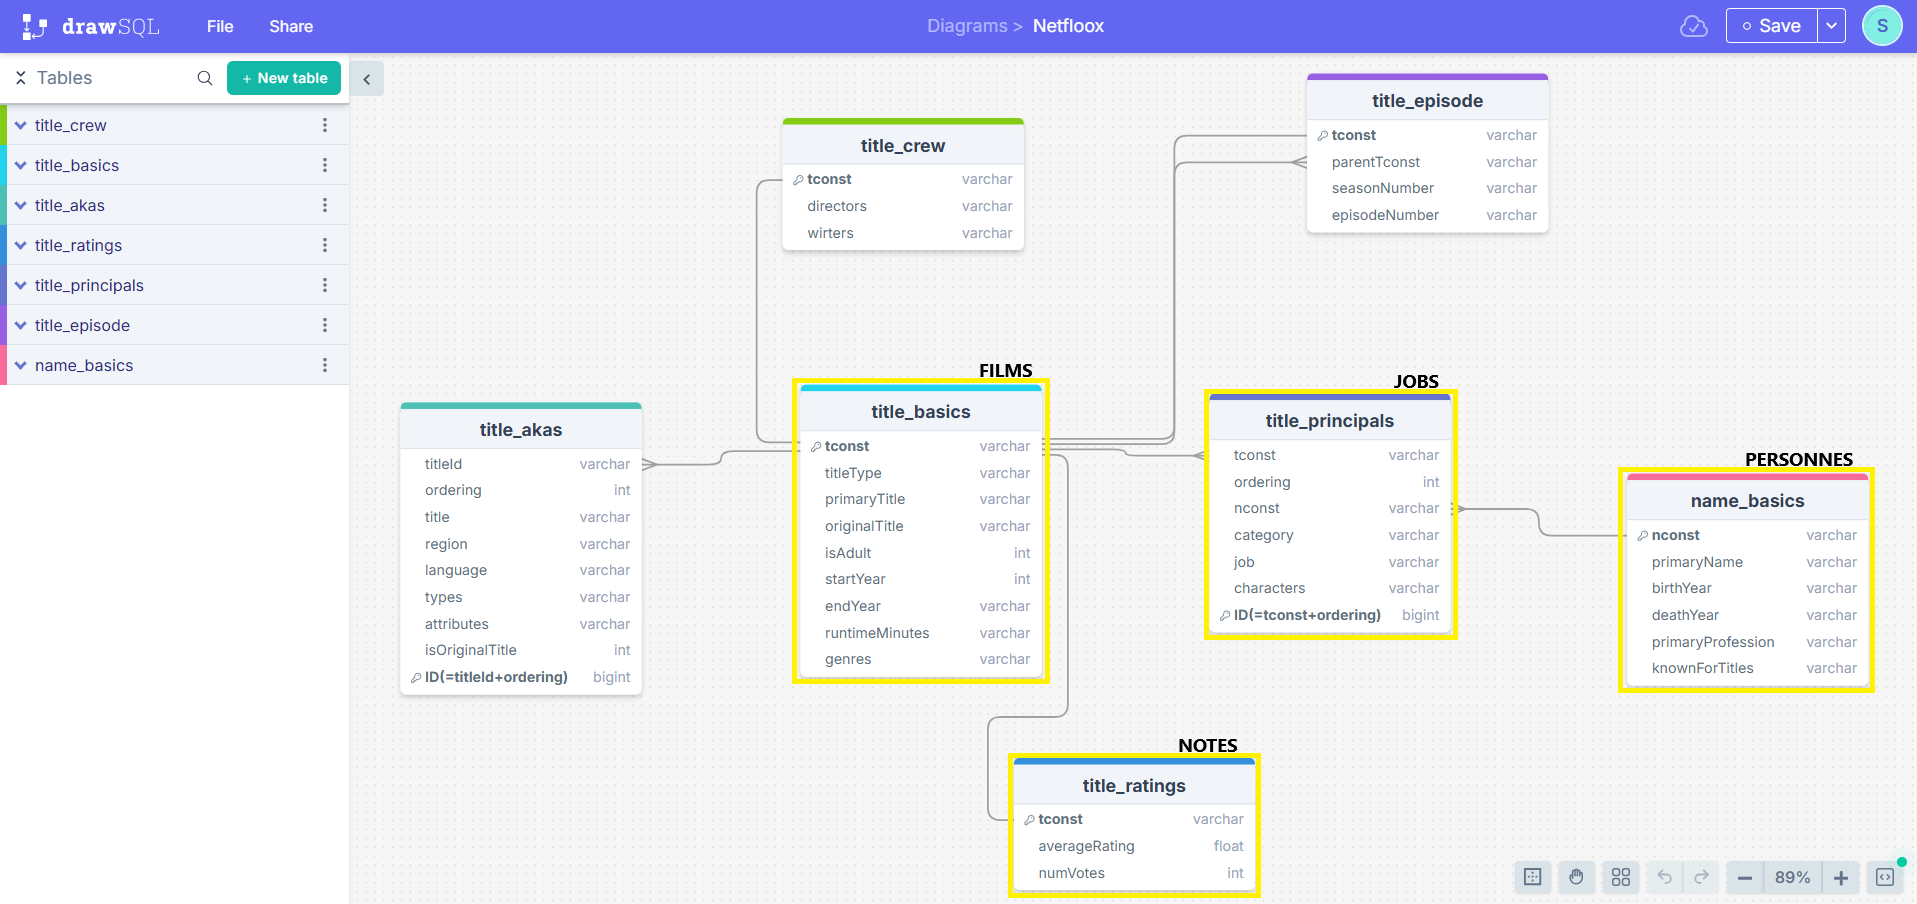 drawSQL File Share Diagrams > Netfloox Save S
Tables + New table
title_crew
title_basics
title_akas
title_ratings
title_principals
title_episode
name_basics
title_episode
tconst varchar
parentTconst varchar
seasonNumber varchar
episodeNumber varchar
title_crew
tconst varchar
directors varchar
wirters varchar
title_akas
titleId varchar
ordering int
title varchar
region varchar
language varchar
types varchar
attributes varchar
isOriginalTitle int
ID(=titleId+ordering) bigint
FILMS
title_basics
tconst varchar
titleType varchar
primaryTitle varchar
originalTitle varchar
isAdult int
startYear int
endYear varchar
runtimeMinutes varchar
genres varchar
JOBS
title_principals
tconst varchar
ordering int
nconst varchar
category varchar
job varchar
characters varchar
ID(=tconst+ordering) bigint
PERSONNES
name_basics
nconst varchar
primaryName varchar
birthYear varchar
deathYear varchar
primaryProfession varchar
knownForTitles varchar
NOTES
title_ratings
tconst varchar
averageRating float
numVotes int
89%